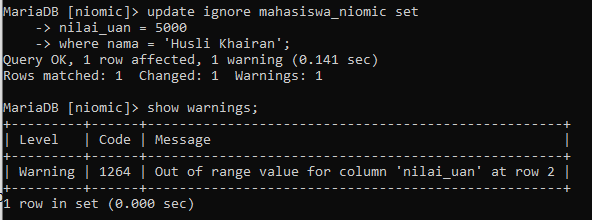 MariaDB [niomic]> update ignore mahasiswa_niomic set
    -> nilai_uan = 5000
    -> where nama = 'Husli Khairan';
Query OK, 1 row affected, 1 warning (0.141 sec)
Rows matched: 1  Changed: 1  Warnings: 1

MariaDB [niomic]> show warnings;
+---------+------+----------------------------------------------------+
| Level   | Code | Message                                            |
+---------+------+----------------------------------------------------+
| Warning | 1264 | Out of range value for column 'nilai_uan' at row 2 |
+---------+------+----------------------------------------------------+
1 row in set (0.000 sec)